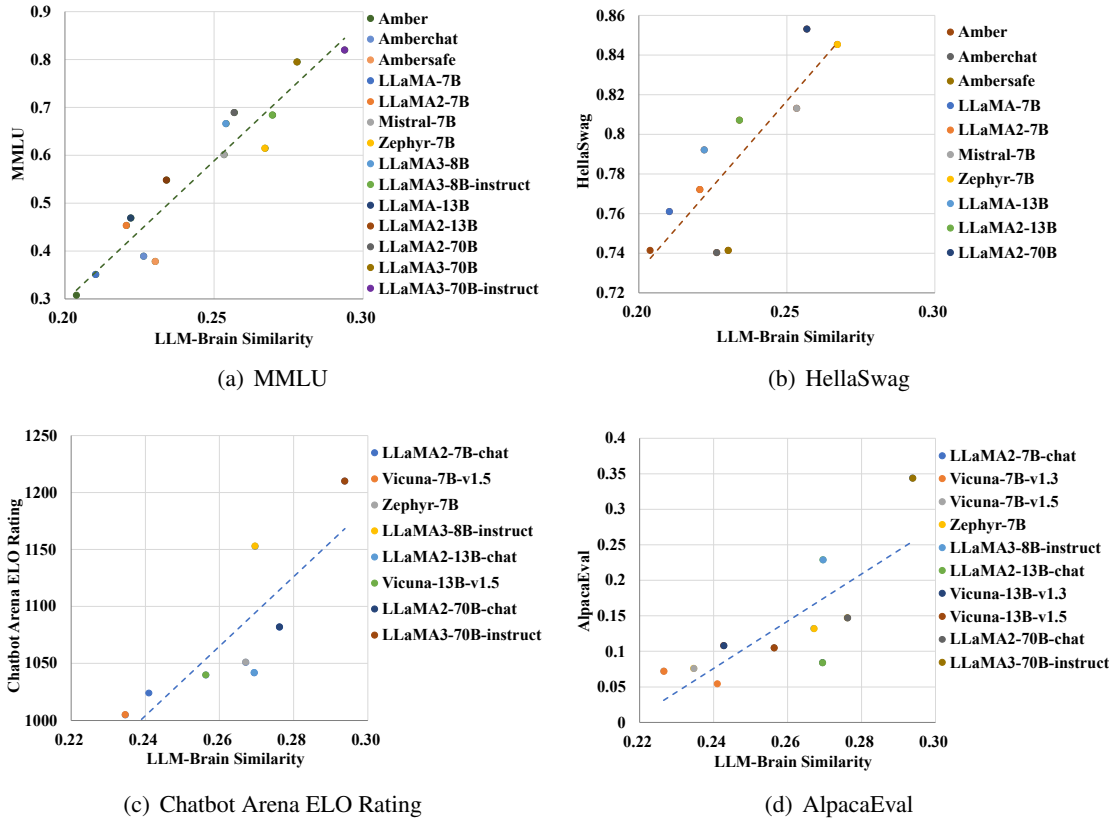 0.9
0.8
0.7
0.6
0.5
0.4
0.3
MMLU
0.20
0.25
0.30
LLM-Brain Similarity
Amber
Amberchat
Ambersafe
LLaMA-7B
LLaMA2-7B
Mistral-7B
Zephyr-7B
LLaMA3-8B
LLaMA3-8B-instruct
LLaMA-13B
LLaMA2-13B
LLaMA2-70B
LLaMA3-70B
LLaMA3-70B-instruct
(a) MMLU
0.86
0.84
0.82
0.8
0.78
0.76
0.74
0.72
HellaSwag
0.20
0.25
0.30
LLM-Brain Similarity
Amber
Amberchat
Ambersafe
LLaMA-7B
LLaMA2-7B
Mistral-7B
Zephyr-7B
LLaMA-13B
LLaMA2-13B
LLaMA2-70B
(b) HellaSwag
1250
1200
1150
1100
1050
1000
Chatbot Arena ELO Rating
0.22
0.24
0.26
0.28
0.30
LLM-Brain Similarity
LLaMA2-7B-chat
Vicuna-7B-v1.5
Zephyr-7B
LLaMA3-8B-instruct
LLaMA2-13B-chat
Vicuna-13B-v1.5
LLaMA2-70B-chat
LLaMA3-70B-instruct
(c) Chatbot Arena ELO Rating
0.4
0.35
0.3
0.25
0.2
0.15
0.1
0.05
0
AlpacaEval
0.22
0.24
0.26
0.28
0.30
LLM-Brain Similarity
LLaMA2-7B-chat
Vicuna-7B-v1.3
Vicuna-7B-v1.5
Zephyr-7B
LLaMA3-8B-instruct
LLaMA2-13B-chat
Vicuna-13B-v1.3
Vicuna-13B-v1.5
LLaMA2-70B-chat
LLaMA3-70B-instruct
(d) AlpacaEval